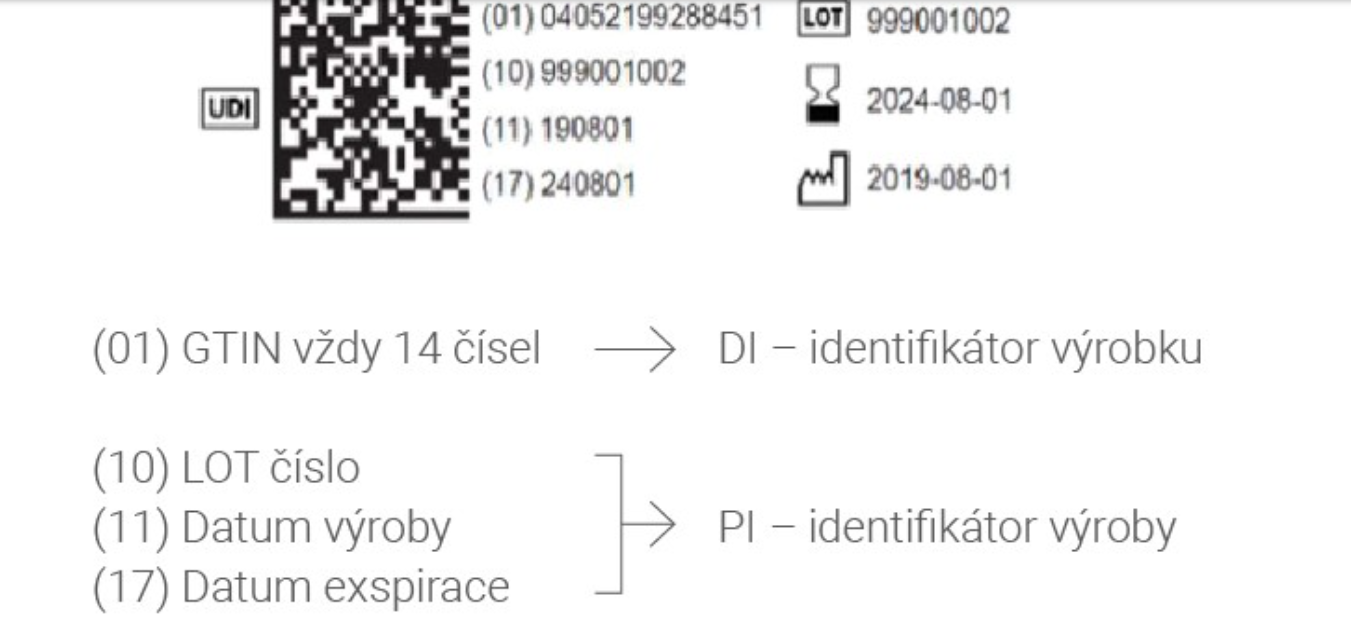 (01) 04052199288451
(10) 999001002
(11) 190801
(17) 240801
UDI
LOT 999001002
2024-08-01
2019-08-01
(01) GTIN vždy 14 čísel → DI – identifikátor výrobku
(10) LOT číslo
(11) Datum výroby
(17) Datum exspirace
→ PI – identifikátor výroby